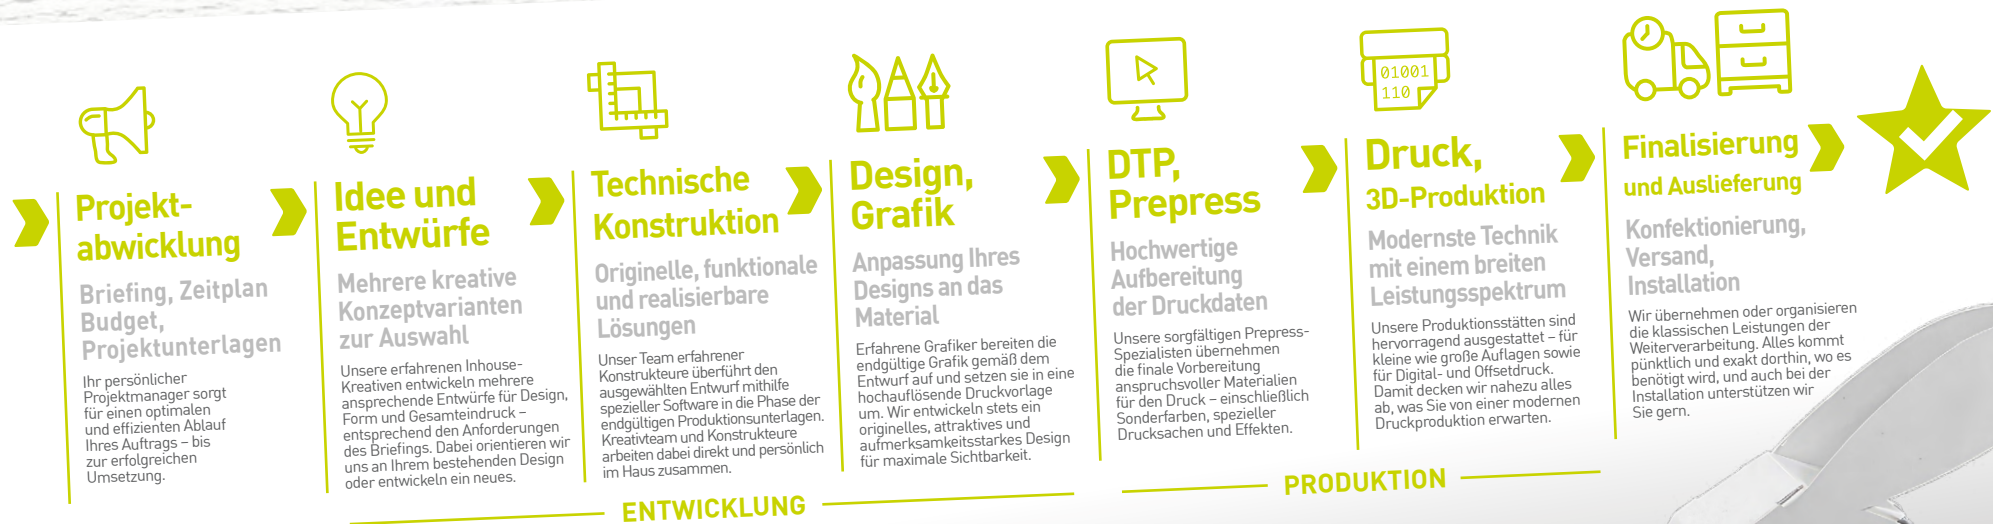 Projekt-
abwicklung
Briefing, Zeitplan
Budget,
Projektunterlagen
Ihr persönlicher
Projektmanager sorgt
für einen optimalen
und effizienten Ablauf
Ihres Auftrags – bis
zur erfolgreichen
Umsetzung.
Idee und
Entwürfe
Mehrere kreative
Konzeptvarianten
zur Auswahl
Unsere erfahrenen Inhouse-
Kreativen entwickeln mehrere
ansprechende Entwürfe für Design,
Form und Gesamteindruck –
entsprechend den Anforderungen
des Briefings. Dabei orientieren wir
uns an Ihrem bestehenden Design
oder entwickeln ein neues.
Technische
Konstruktion
Originelle, funktionale
und realisierbare
Lösungen
Unser Team erfahrener
Konstrukteure überführt den
ausgewählten Entwurf mithilfe
spezieller Software in die Phase der
endgültigen Produktionsunterlagen.
Kreativteam und Konstrukteure
arbeiten dabei direkt und persönlich
im Haus zusammen.
Design,
Grafik
Anpassung Ihres
Designs an das
Material
Erfahrene Grafiker bereiten die
endgültige Grafik gemäß dem
Entwurf auf und setzen sie in eine
hochauflösende Druckvorlage
um. Wir entwickeln stets ein
originelles, attraktives und
aufmerksamkeitsstarkes Design
für maximale Sichtbarkeit.
ENTWICKLUNG
DTP,
Prepress
Hochwertige
Aufbereitung
der Druckdaten
Unsere sorgfältigen Prepress-
Spezialisten übernehmen
die finale Vorbereitung
anspruchsvoller Materialien
für den Druck – einschließlich
Sonderfarben, spezieller
Drucksachen und Effekten.
01001
110
Druck,
3D-Produktion
Modernste Technik
mit einem breiten
Leistungsspektrum
Unsere Produktionsstätten sind
hervorragend ausgestattet – für
kleine wie große Auflagen sowie
für Digital- und Offsetdruck.
Damit decken wir nahezu alles
ab, was Sie von einer modernen
Druckproduktion erwarten.
PRODUKTION
Finalisierung
und Auslieferung
Konfektionierung,
Versand,
Installation
Wir übernehmen oder organisieren
die klassischen Leistungen der
Weiterverarbeitung. Alles kommt
pünktlich und exakt dorthin, wo es
benötigt wird, und auch bei der
Installation unterstützen wir
Sie gern.